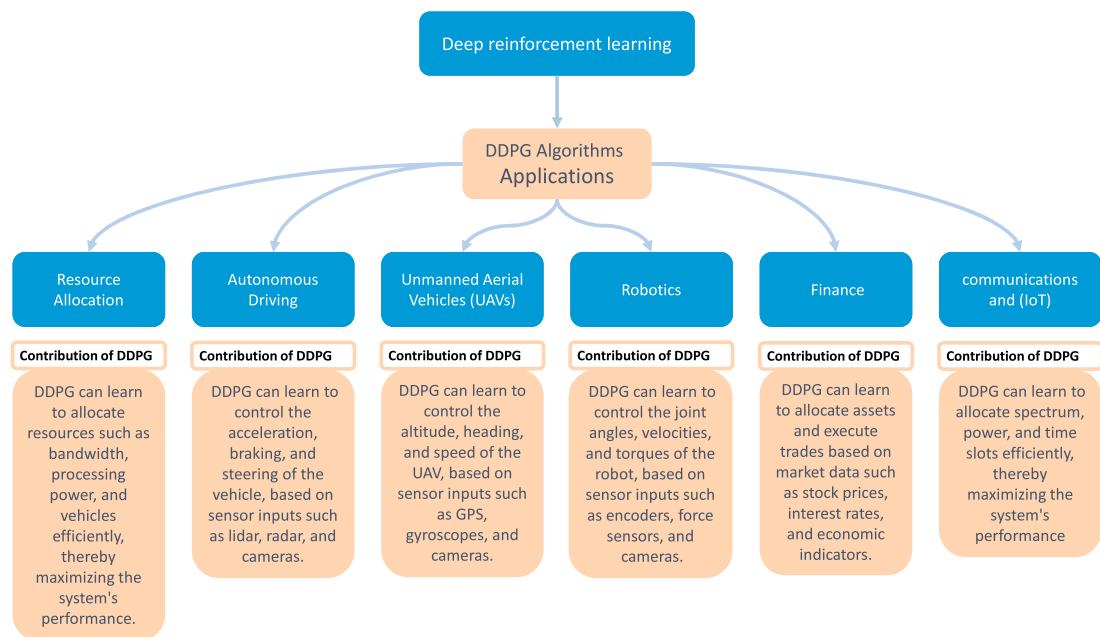 Deep reinforcement learning
DDPG Algorithms
Applications
Resource
Allocation
Autonomous
Driving
Unmanned Aerial
Vehicles (UAVs)
Robotics
Finance
communications
and (IoT)
Contribution of DDPG
DDPG can learn
to allocate
resources such as
bandwidth,
processing
power, and
vehicles
efficiently,
thereby
maximizing the
system's
performance.
Contribution of DDPG
DDPG can learn to
control the
acceleration,
braking, and
steering of the
vehicle, based on
sensor inputs such
as lidar, radar, and
cameras.
Contribution of DDPG
DDPG can learn to
control the
altitude, heading,
and speed of the
UAV, based on
sensor inputs such
as GPS,
gyroscopes, and
cameras.
Contribution of DDPG
DDPG can learn to
control the joint
angles, velocities,
and torques of the
robot, based on
sensor inputs such
as encoders, force
sensors, and
cameras.
Contribution of DDPG
DDPG can learn
to allocate assets
and execute
trades based on
market data such
as stock prices,
interest rates,
and economic
indicators.
Contribution of DDPG
DDPG can learn to
allocate spectrum,
power, and time
slots efficiently,
thereby
maximizing the
system's
performance